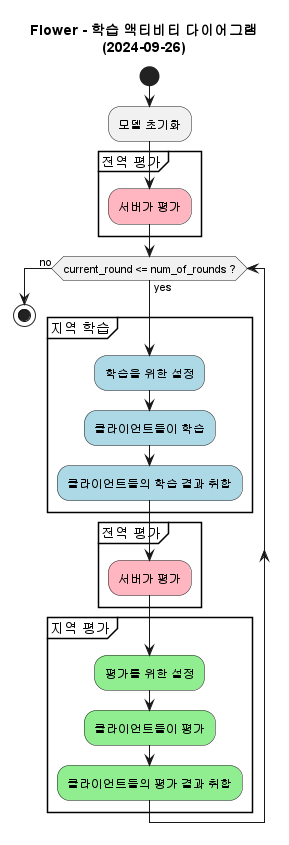 Flower - 학습 액티비티 다이어그램
(2024-09-26)
모델 초기화
전역 평가
서버가 평가
current_round <= num_of_rounds ?
no
yes
지역 학습
학습을 위한 설정
클라이언트들이 학습
클라이언트들의 학습 결과 취합
전역 평가
서버가 평가
지역 평가
평가를 위한 설정
클라이언트들이 평가
클라이언트들의 평가 결과 취합